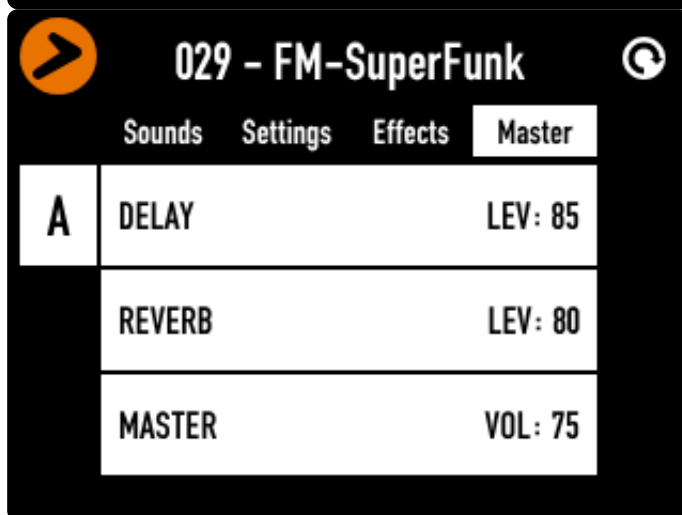 029 - FM-SuperFunk
Sounds Settings Effects Master
A DELAY LEV: 85
REVERB LEV: 80
MASTER VOL: 75